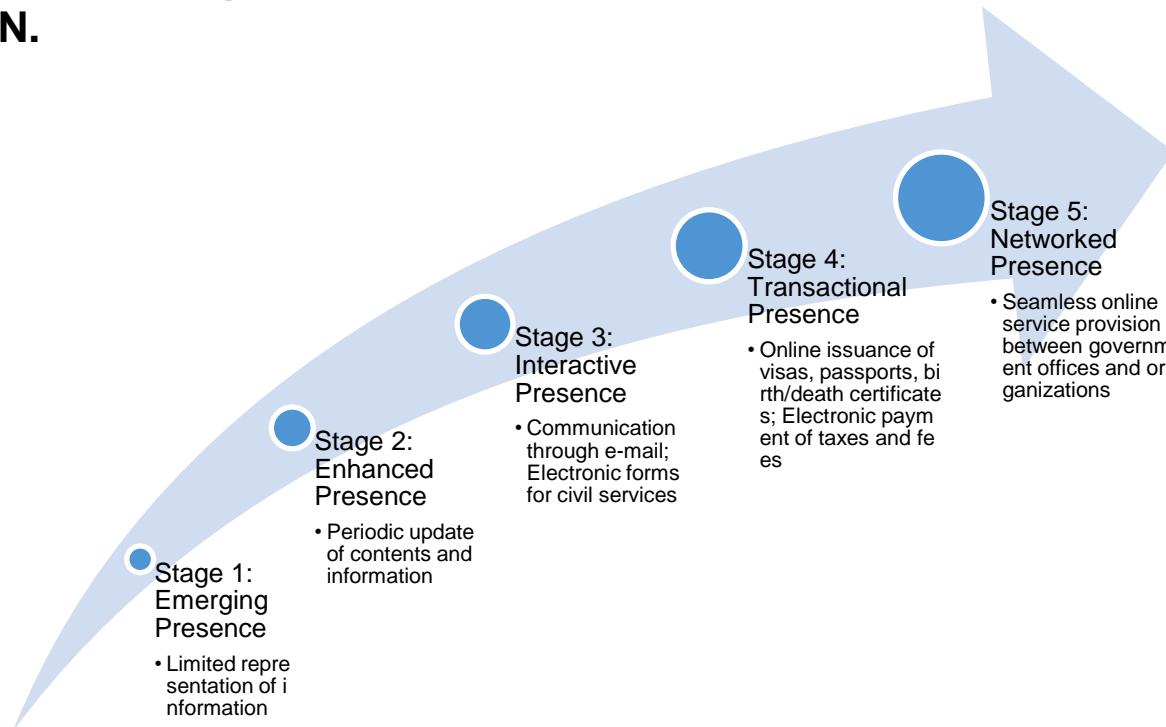 N.
Stage 1:
Emerging
Presence
• Limited repre
sentation of i
nformation
Stage 2:
Enhanced
Presence
• Periodic update
of contents and
information
Stage 3:
Interactive
Presence
• Communication
through e-mail;
Electronic forms
for civil services
Stage 4:
Transactional
Presence
• Online issuance of
visas, passports, bi
rth/death certificate
s; Electronic paym
ent of taxes and fe
es
Stage 5:
Networked
Presence
• Seamless online
service provision
between governm
ent offices and or
ganizations